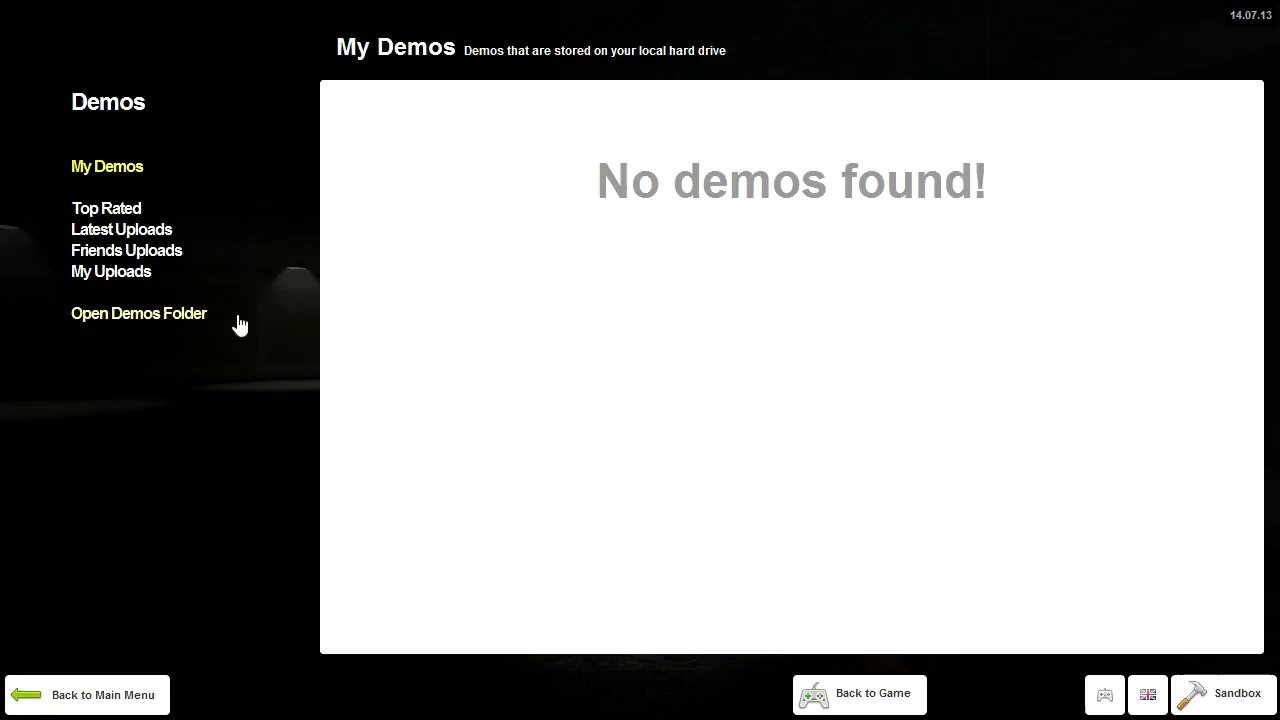 14.07.13
My Demos Demos that are stored on your local hard drive
Demos
My Demos
Top Rated
Latest Uploads
Friends Uploads
My Uploads
Open Demos Folder
No demos found!
Back to Main Menu
Back to Game
Sandbox